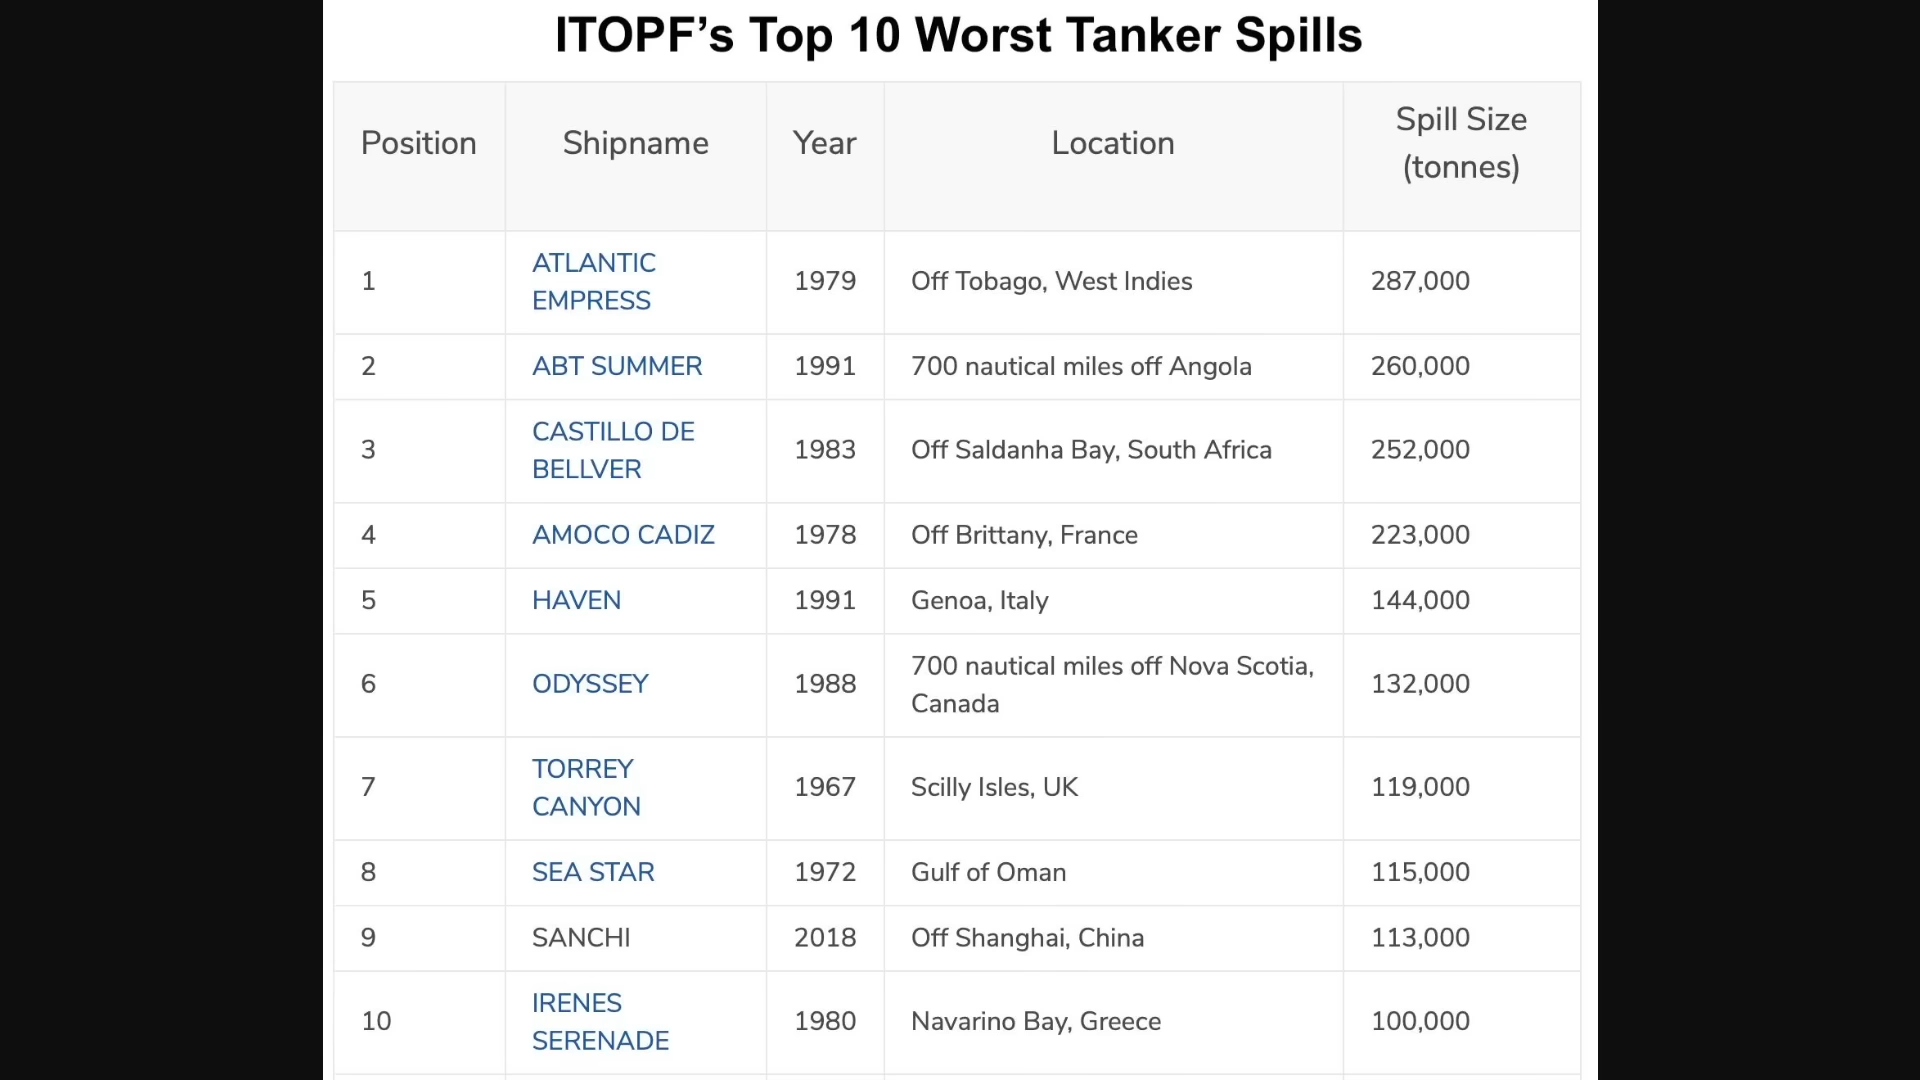 ITOPF’s Top 10 Worst Tanker Spills
Position Shipname Year Location Spill Size (tonnes)
1 ATLANTIC EMPRESS 1979 Off Tobago, West Indies 287,000
2 ABT SUMMER 1991 700 nautical miles off Angola 260,000
3 CASTILLO DE BELLVER 1983 Off Saldanha Bay, South Africa 252,000
4 AMOCO CADIZ 1978 Off Brittany, France 223,000
5 HAVEN 1991 Genoa, Italy 144,000
6 ODYSSEY 1988 700 nautical miles off Nova Scotia, Canada 132,000
7 TORREY CANYON 1967 Scilly Isles, UK 119,000
8 SEA STAR 1972 Gulf of Oman 115,000
9 SANCHI 2018 Off Shanghai, China 113,000
10 IRENES SERENADE 1980 Navarino Bay, Greece 100,000